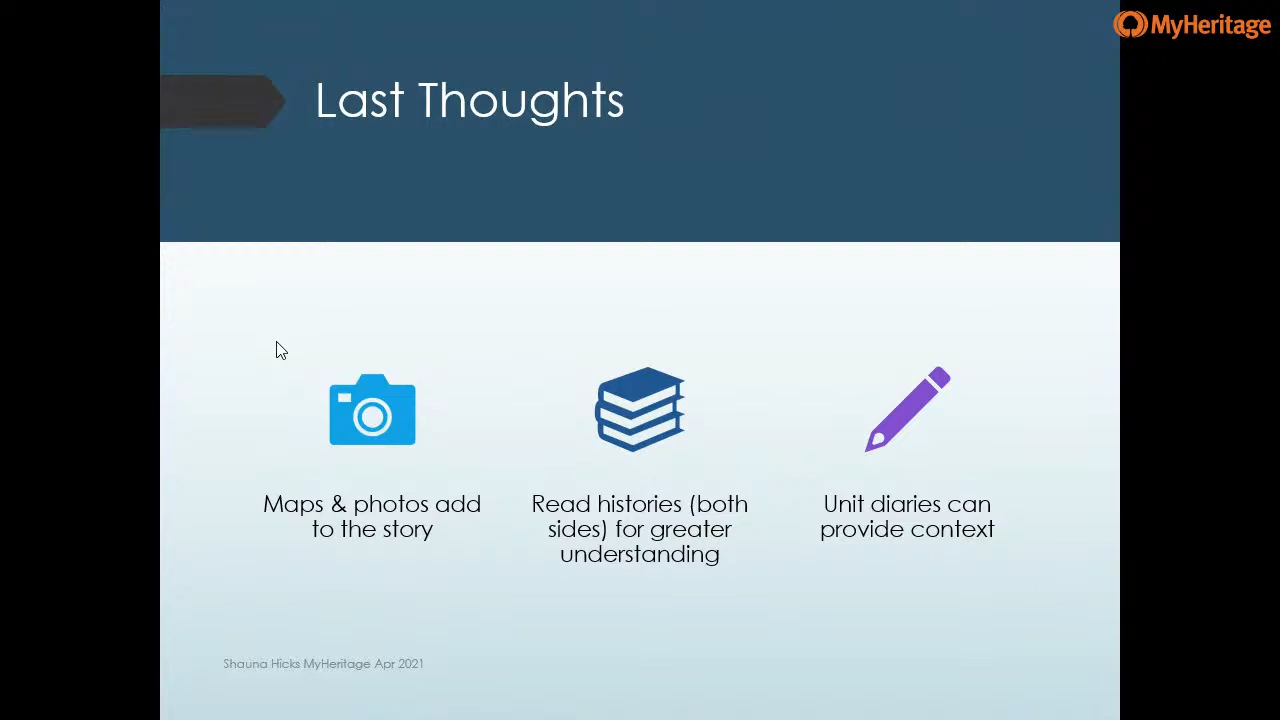 MyHeritage
Last Thoughts
Maps & photos add
to the story
Read histories (both
sides) for greater
understanding
Unit diaries can
provide context
Shauna Hicks MyHeritage Apr 2021